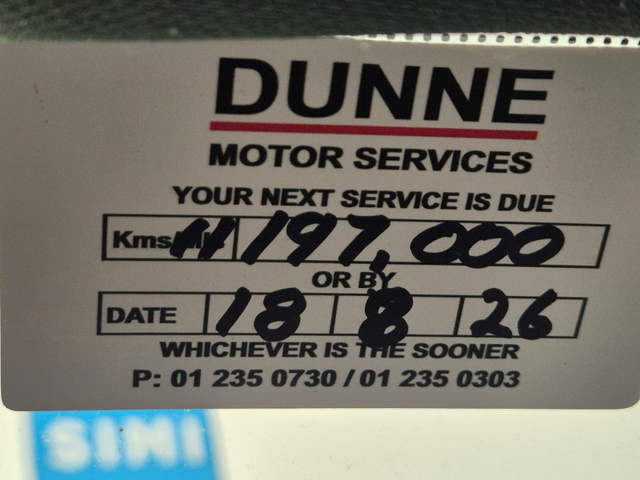 DUNNE
MOTOR SERVICES
YOUR NEXT SERVICE IS DUE
Kms 197,000
OR BY
DATE 18 8 26
WHICHEVER IS THE SOONER
P: 01 235 0730 / 01 235 0303
SIMI